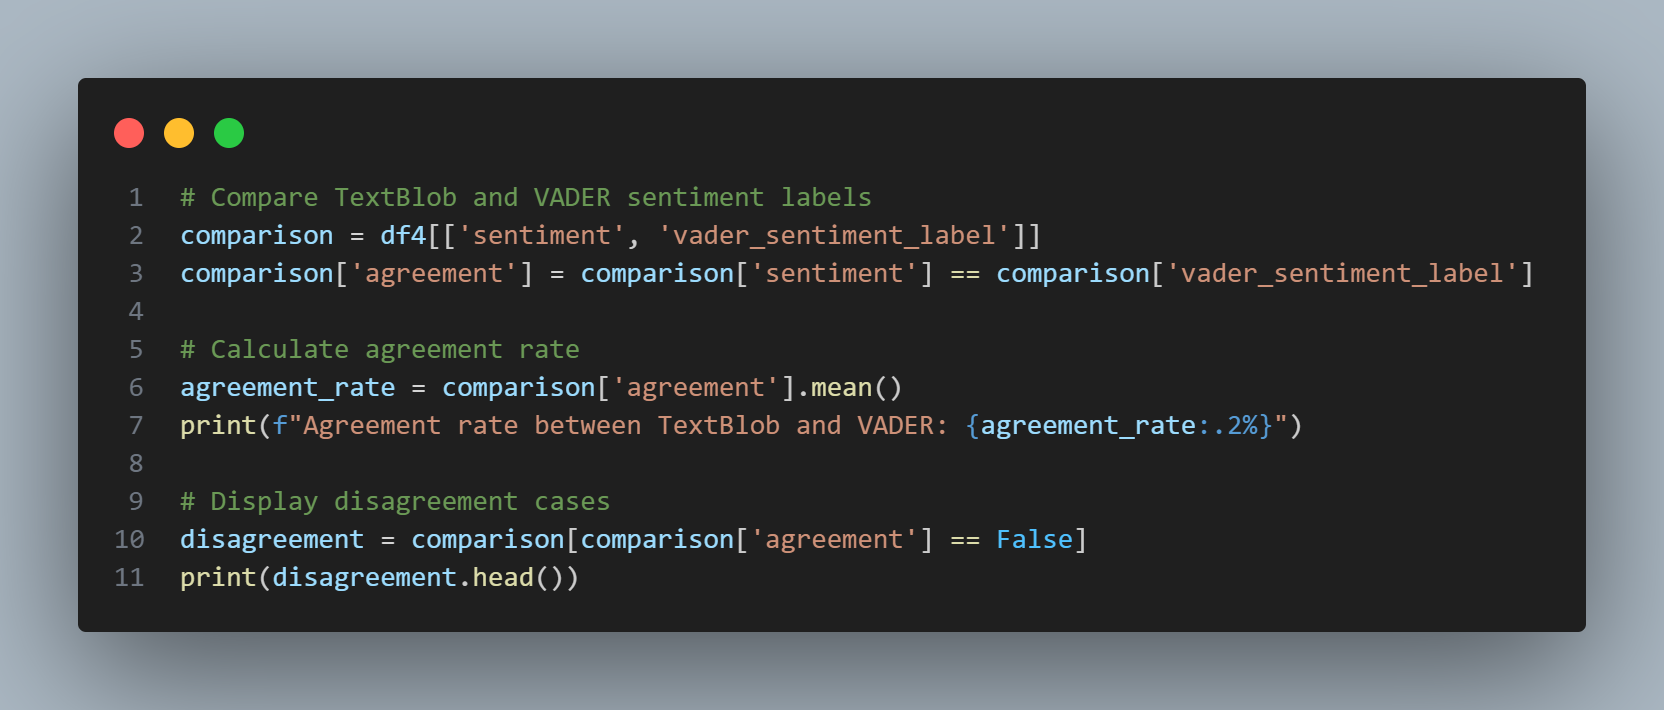 1 # Compare TextBlob and VADER sentiment labels
2 comparison = df4[['sentiment', 'vader_sentiment_label']]
3 comparison['agreement'] = comparison['sentiment'] == comparison['vader_sentiment_label']
4
5 # Calculate agreement rate
6 agreement_rate = comparison['agreement'].mean()
7 print(f"Agreement rate between TextBlob and VADER: {agreement_rate:.2%}")
8
9 # Display disagreement cases
10 disagreement = comparison[comparison['agreement'] == False]
11 print(disagreement.head())